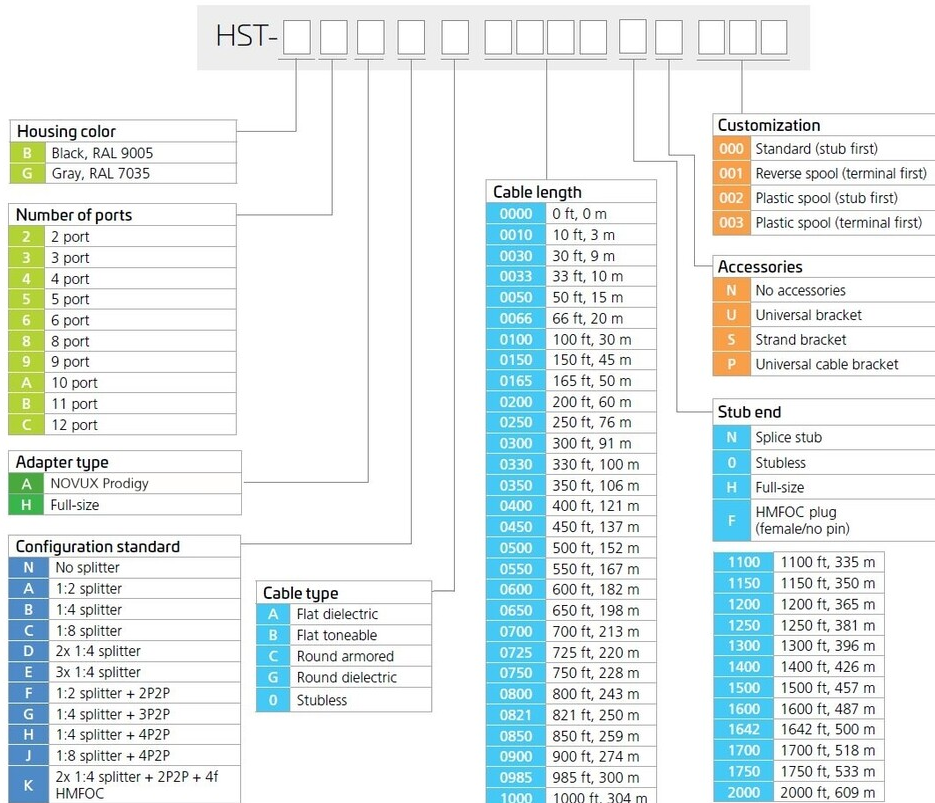 HST-
Housing color
B Black, RAL 9005
G Gray, RAL 7035
Number of ports
2 2 port
3 3 port
4 4 port
5 5 port
6 6 port
8 8 port
9 9 port
A 10 port
B 11 port
C 12 port
Adapter type
A NOVUX Prodigy
H Full-size
Configuration standard
N No splitter
A 1:2 splitter
B 1:4 splitter
C 1:8 splitter
D 2x 1:4 splitter
E 3x 1:4 splitter
F 1:2 splitter + 2P2P
G 1:4 splitter + 3P2P
H 1:4 splitter + 4P2P
J 1:8 splitter + 4P2P
K 2x 1:4 splitter + 2P2P + 4f
HMFOC
Cable type
A Flat dielectric
B Flat toneable
C Round armored
G Round dielectric
0 Stubless
Cable length
0000 0 ft, 0 m
0010 10 ft, 3 m
0030 30 ft, 9 m
0033 33 ft, 10 m
0050 50 ft, 15 m
0066 66 ft, 20 m
0100 100 ft, 30 m
0150 150 ft, 45 m
0165 165 ft, 50 m
0200 200 ft, 60 m
0250 250 ft, 76 m
0300 300 ft, 91 m
0330 330 ft, 100 m
0350 350 ft, 106 m
0400 400 ft, 121 m
0450 450 ft, 137 m
0500 500 ft, 152 m
0550 550 ft, 167 m
0600 600 ft, 182 m
0650 650 ft, 198 m
0700 700 ft, 213 m
0725 725 ft, 220 m
0750 750 ft, 228 m
0800 800 ft, 243 m
0821 821 ft, 250 m
0850 850 ft, 259 m
0900 900 ft, 274 m
0985 985 ft, 300 m
1000 1000 ft, 304 m
Customization
000 Standard (stub first)
001 Reverse spool (terminal first)
002 Plastic spool (stub first)
003 Plastic spool (terminal first)
Accessories
N No accessories
U Universal bracket
S Strand bracket
P Universal cable bracket
Stub end
N Splice stub
0 Stubless
H Full-size
F HMFOC plug
(female/no pin)
1100 1100 ft, 335 m
1150 1150 ft, 350 m
1200 1200 ft, 365 m
1250 1250 ft, 381 m
1300 1300 ft, 396 m
1400 1400 ft, 426 m
1500 1500 ft, 457 m
1600 1600 ft, 487 m
1642 1642 ft, 500 m
1700 1700 ft, 518 m
1750 1750 ft, 533 m
2000 2000 ft, 609 m